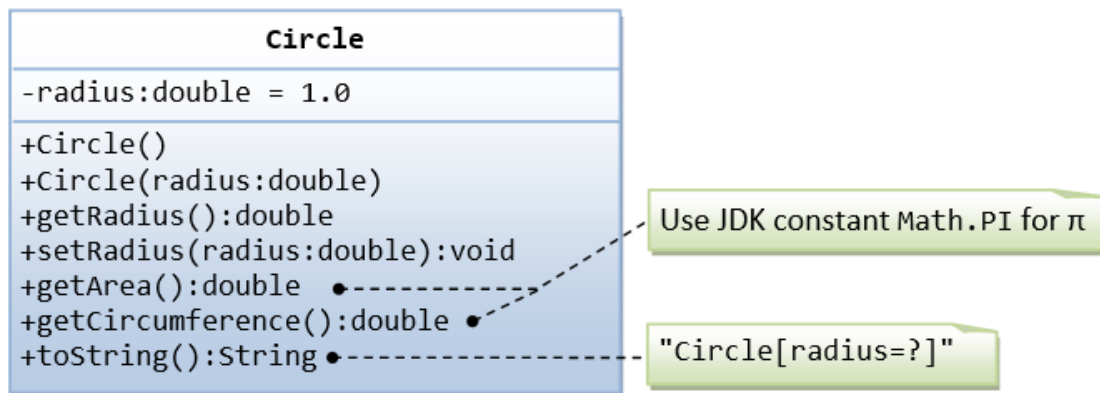 Circle
-radius:double = 1.0
+Circle()
+Circle(radius:double)
+getRadius():double
+setRadius(radius:double):void
+getArea():double
+getCircumference():double
+toString():String
Use JDK constant Math.PI for π
"Circle[radius=?]"